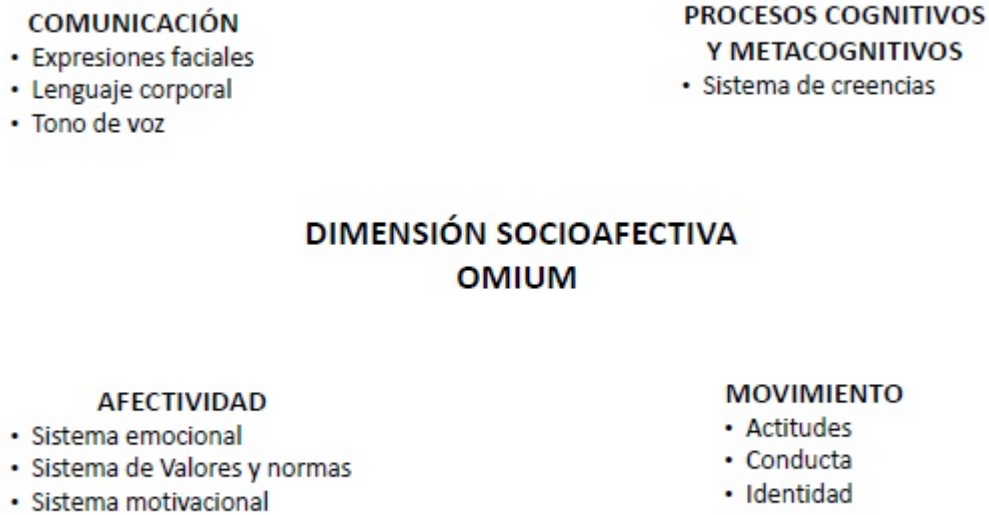 COMUNICACIÓN
• Expresiones faciales
• Lenguaje corporal
• Tono de voz
PROCESOS COGNITIVOS
Y METACOGNITIVOS
• Sistema de creencias
DIMENSIÓN SOCIOAFECTIVA
OMIUM
AFECTIVIDAD
• Sistema emocional
• Sistema de Valores y normas
• Sistema motivacional
MOVIMIENTO
• Actitudes
• Conducta
• Identidad